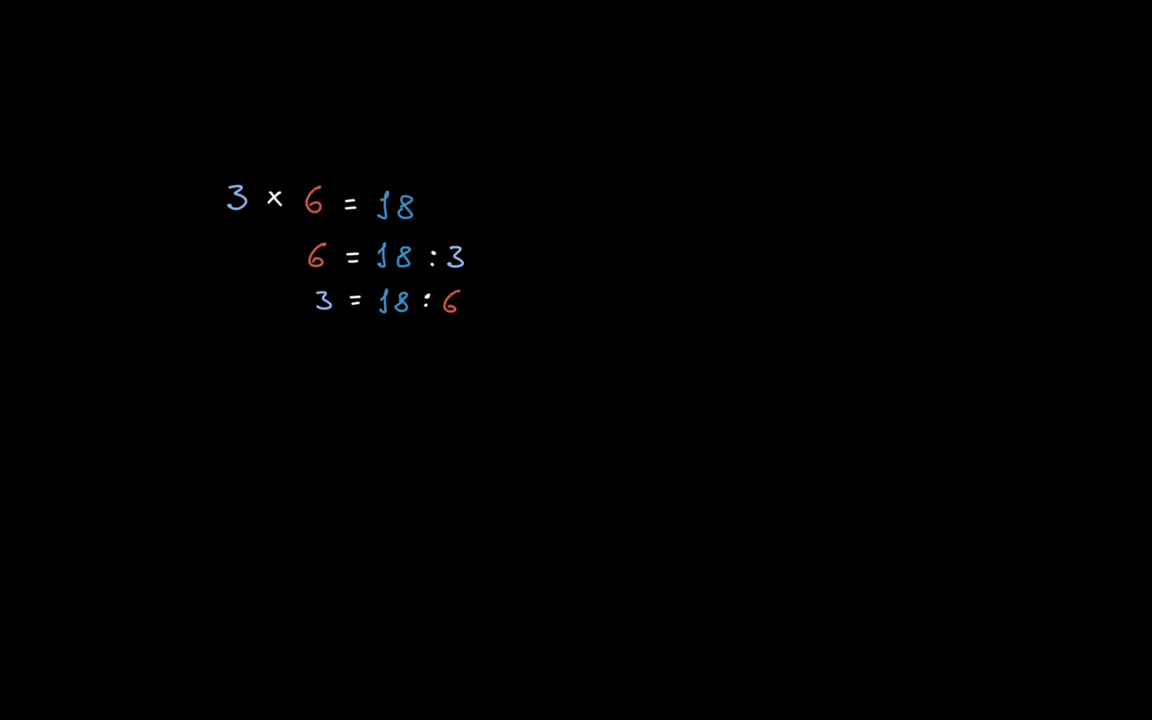 3 × 6 = 18
6 = 18 : 3
3 = 18 : 6